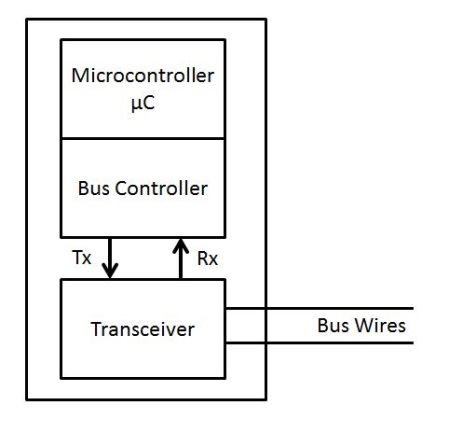 Microcontroller
µC
Bus Controller
Tx
Rx
Transceiver
Bus Wires